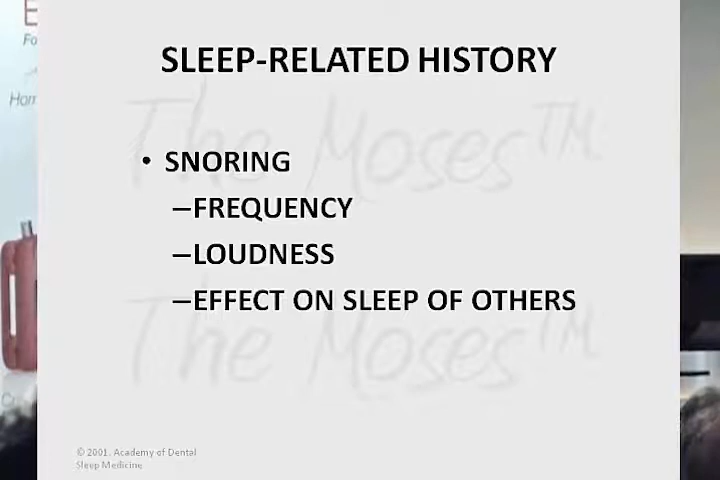 SLEEP-RELATED HISTORY
• SNORING
–FREQUENCY
–LOUDNESS
–EFFECT ON SLEEP OF OTHERS
The Moses™
The Moses™
© 2001, Academy of Dental
Sleep Medicine